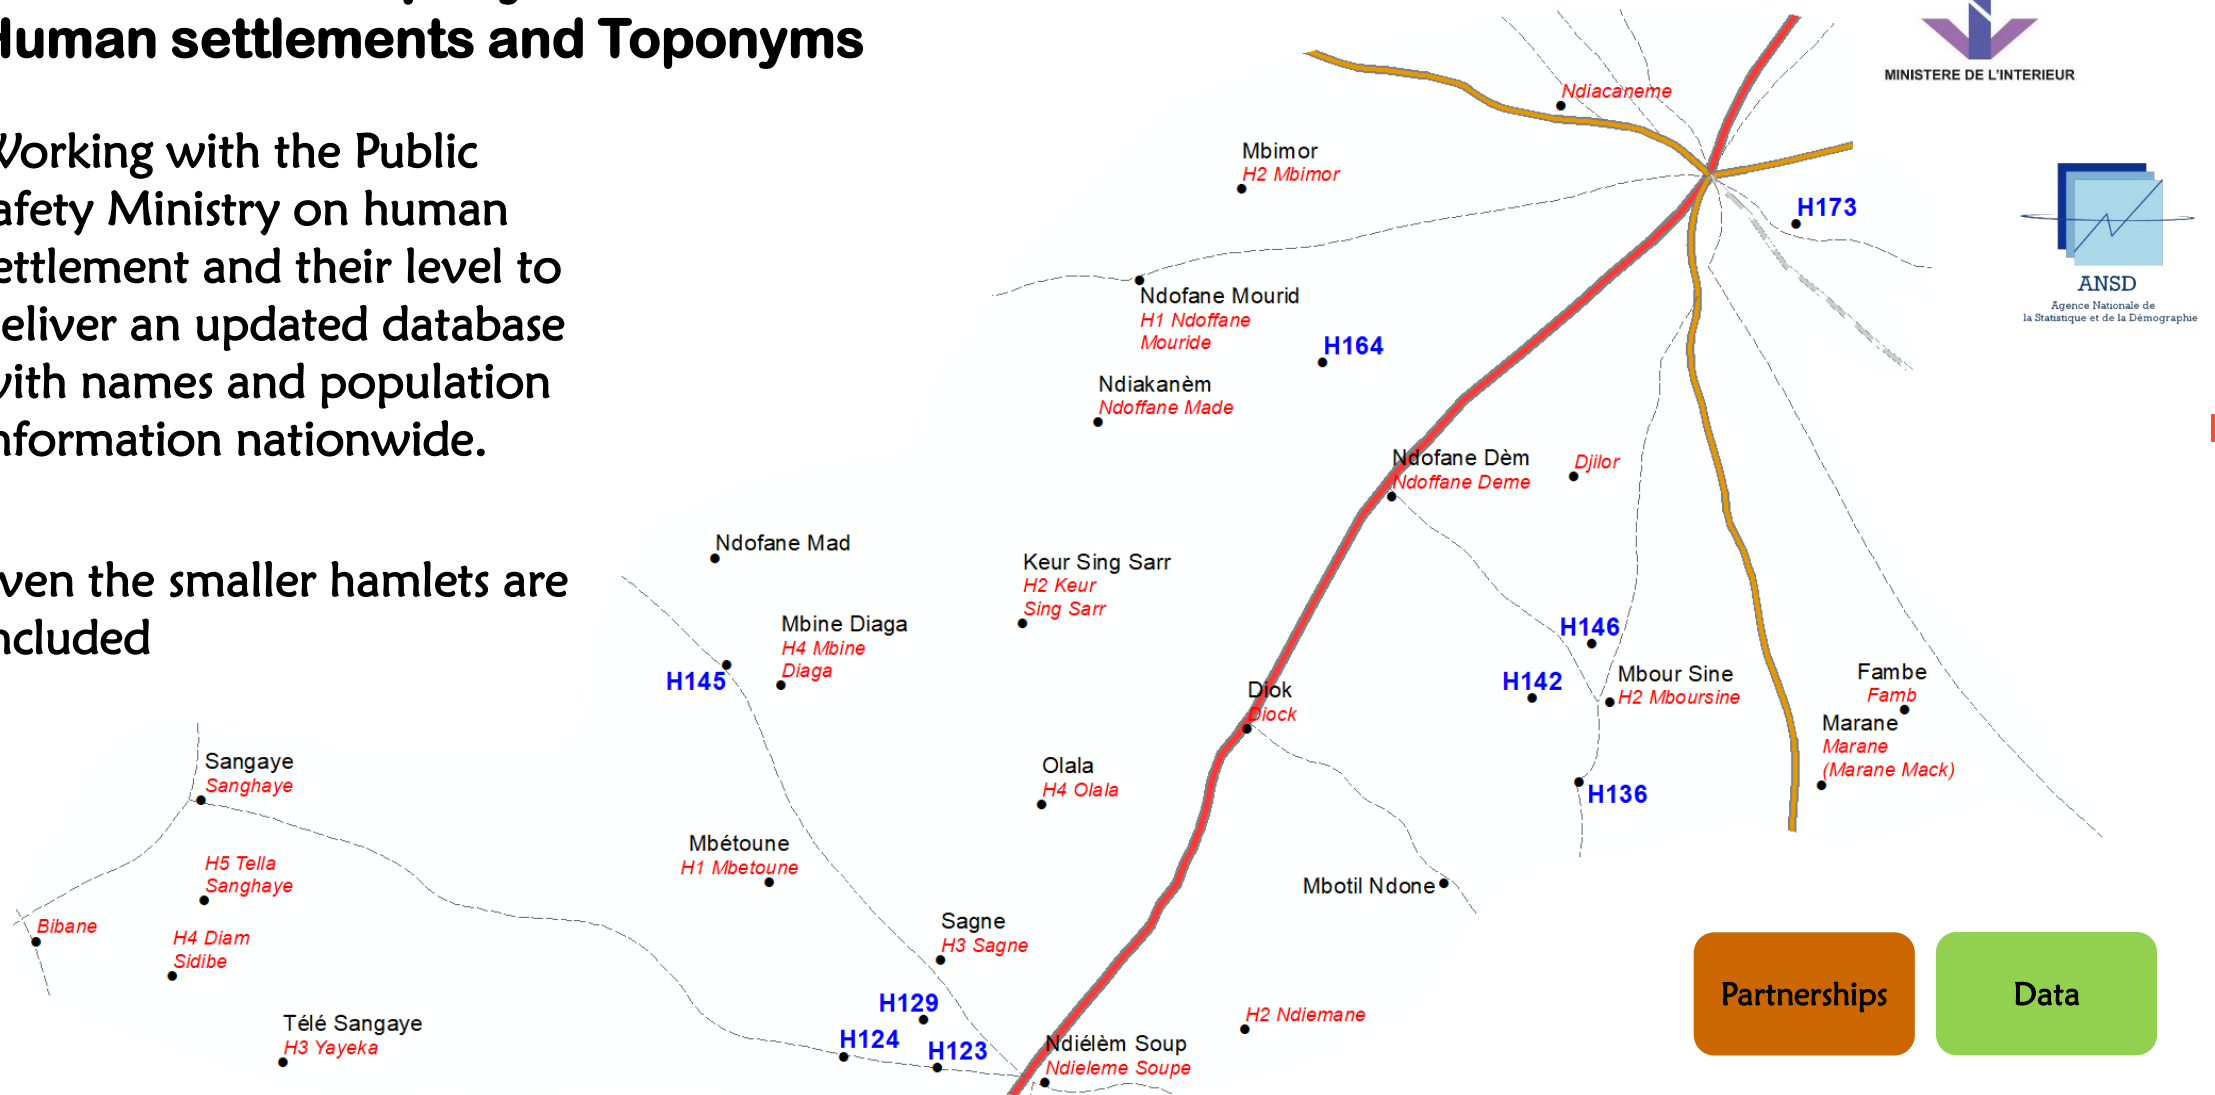 Human settlements and Toponyms
Working with the Public
afety Ministry on human
ettlement and their level to
eliver an updated database
with names and population
nformation nationwide.
ven the smaller hamlets are
ncluded
MINISTERE DE L'INTERIEUR
ANSD
Agence Nationale de
la Statistique et de la Démographie
Ndiacaneme
Mbimor
H2 Mbimor
H173
Ndofane Mourid
H1 Ndoffane
Mouride
H164
Ndiakanèm
Ndoffane Made
Ndofane Dèm
Ndoffane Deme
Djilor
Ndofane Mad
Keur Sing Sarr
H2 Keur
Sing Sarr
Mbine Diaga
H4 Mbine
Diaga
H145
H146
H142
Mbour Sine
H2 Mboursine
Fambe
Famb
Marane
Marane
(Marane Mack)
Diok
Diock
H136
Olala
H4 Olala
Sangaye
Sanghaye
Mbétoune
H1 Mbetoune
H5 Tella
Sanghaye
Mbotil Ndone
Bibane
H4 Diam
Sidibe
Sagne
H3 Sagne
H129
H124
H123
Télé Sangaye
H3 Yayeka
H2 Ndiemane
Ndiélèm Soup
Ndieleme Soupe
Partnerships
Data